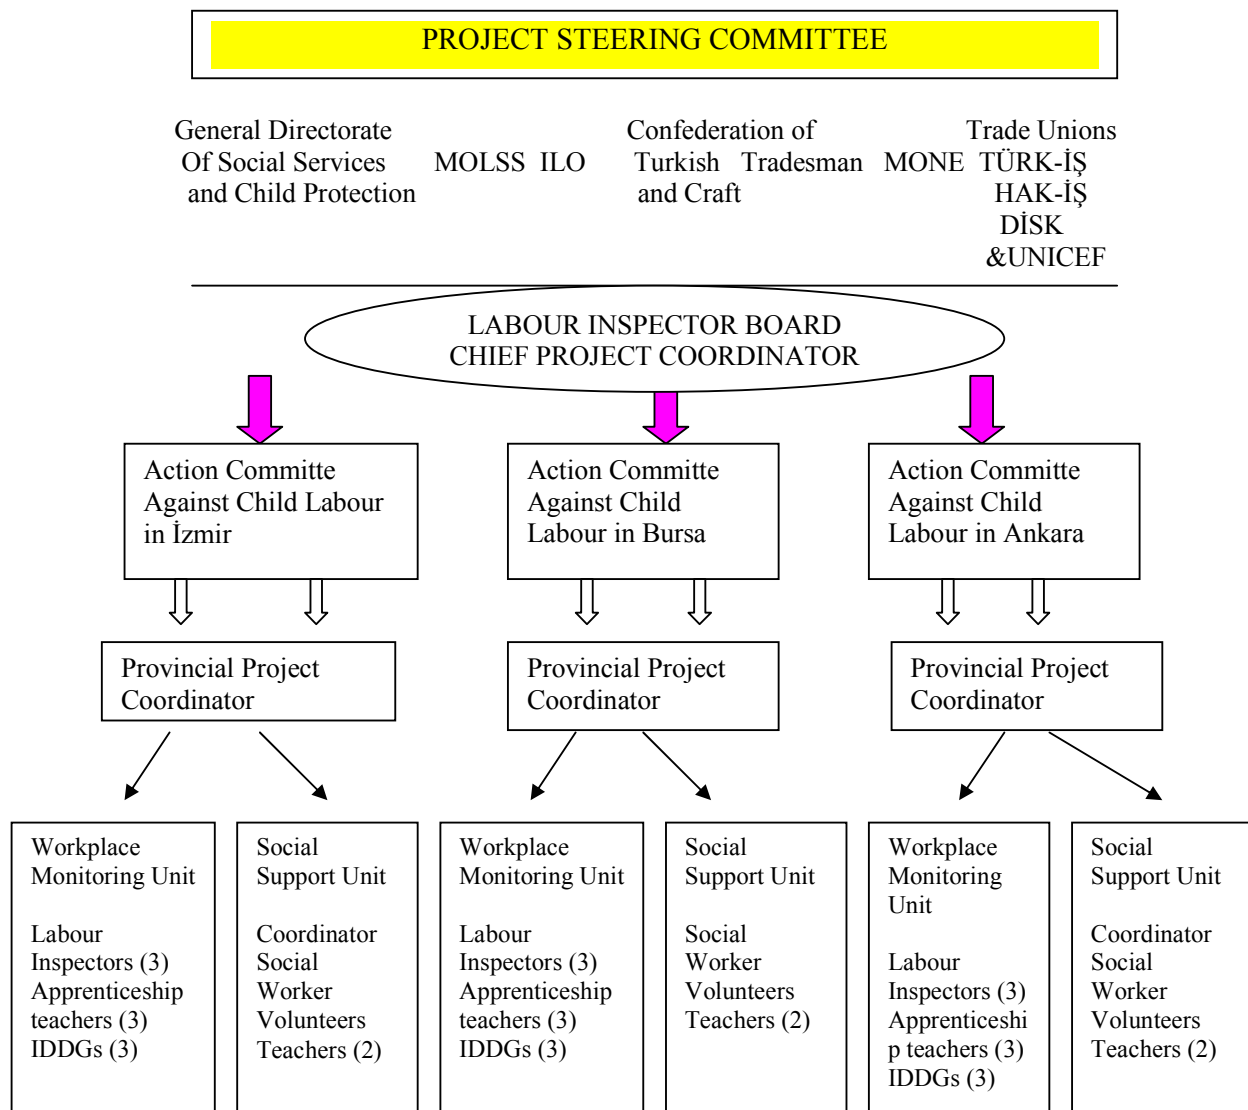 PROJECT STEERING COMMITTEE
General Directorate
Of Social Services
and Child Protection
MOLSS ILO
Confederation of
Turkish Tradesman
and Craft
MONE
Trade Unions
TÜRK-İŞ
HAK-İŞ
DİSK
&UNICEF
LABOUR INSPECTOR BOARD
CHIEF PROJECT COORDINATOR
Action Committe
Against Child Labour
in İzmir
Action Committe
Against Child
Labour in Bursa
Action Committe
Against Child
Labour in Ankara
Provincial Project
Coordinator
Provincial Project
Coordinator
Provincial Project
Coordinator
Workplace
Monitoring Unit
Labour
Inspectors (3)
Apprenticeship
teachers (3)
IDDGs (3)
Social
Support Unit
Coordinator
Social
Worker
Volunteers
Teachers (2)
Workplace
Monitoring Unit
Labour
Inspectors (3)
Apprenticeship
teachers (3)
IDDGs (3)
Social
Support Unit
Social
Worker
Volunteers
Teachers (2)
Workplace
Monitoring
Unit
Labour
Inspectors (3)
Apprenticeshi
p teachers (3)
IDDGs (3)
Social
Support Unit
Coordinator
Social
Worker
Volunteers
Teachers (2)